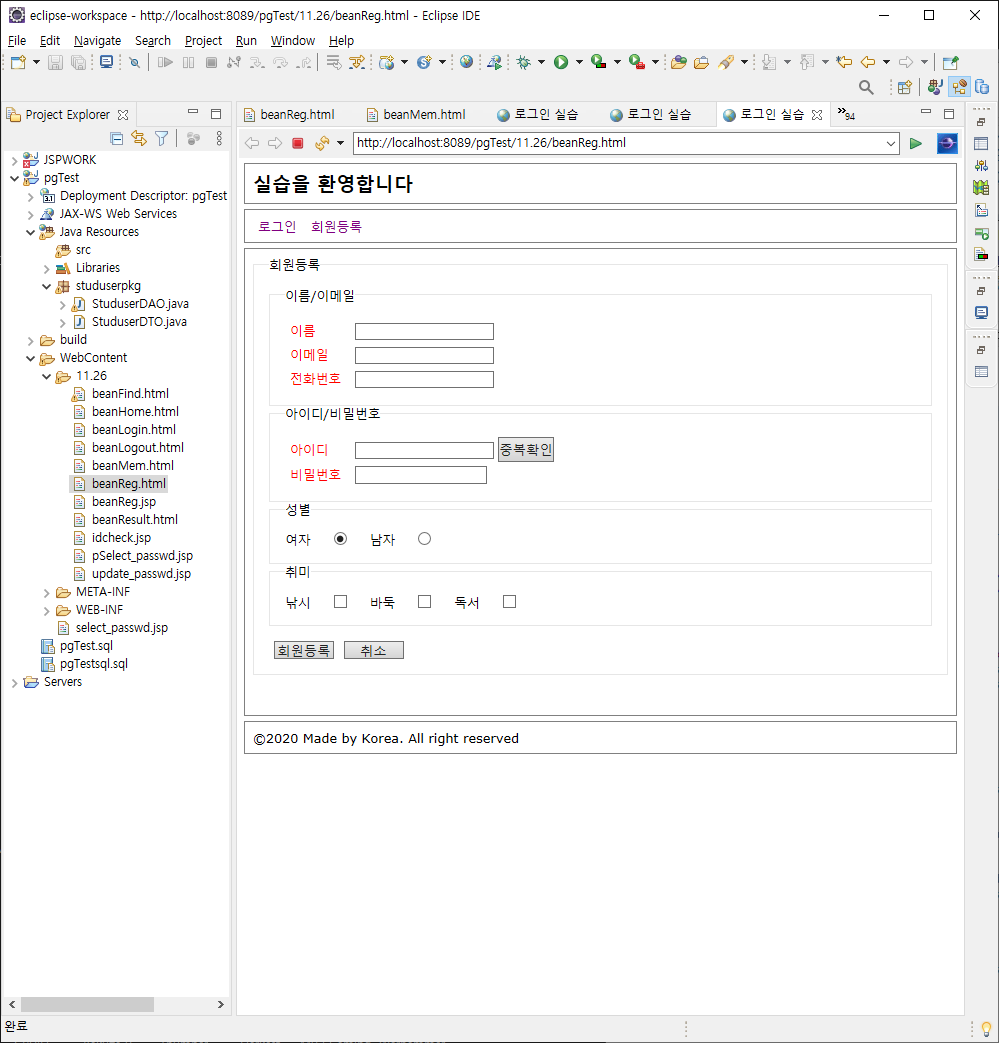 eclipse-workspace - http://localhost:8089/pgTest/11.26/beanReg.html - Eclipse IDE
File Edit Navigate Search Project Run Window Help
Project Explorer
beanReg.html beanMem.html 로그인 실습 로그인 실습 로그인 실습 »94
http://localhost:8089/pgTest/11.26/beanReg.html
JSPWORK
pgTest
Deployment Descriptor: pgTest
JAX-WS Web Services
Java Resources
src
Libraries
studuserpkg
StuduserDAO.java
StuduserDTO.java
build
WebContent
11.26
beanFind.html
beanHome.html
beanLogin.html
beanLogout.html
beanMem.html
beanReg.html
beanReg.jsp
beanResult.html
idcheck.jsp
pSelect_passwd.jsp
update_passwd.jsp
META-INF
WEB-INF
select_passwd.jsp
pgTest.sql
pgTestsql.sql
Servers
실습을 환영합니다
로그인 회원등록
회원등록
이름/이메일
이름
이메일
전화번호
아이디/비밀번호
아이디 중복확인
비밀번호
성별
여자 남자
취미
낚시 바둑 독서
회원등록 취소
©2020 Made by Korea. All right reserved
완료